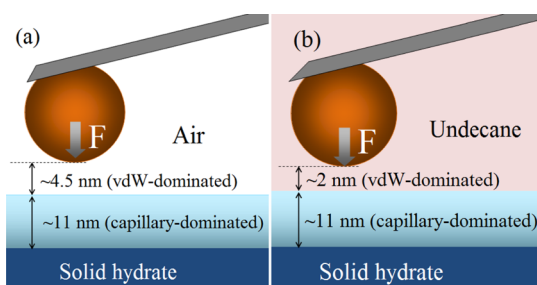 (a)
F
Air
~4.5 nm (vdW-dominated)
~11 nm (capillary-dominated)
Solid hydrate
(b)
F
Undecane
~2 nm (vdW-dominated)
~11 nm (capillary-dominated)
Solid hydrate